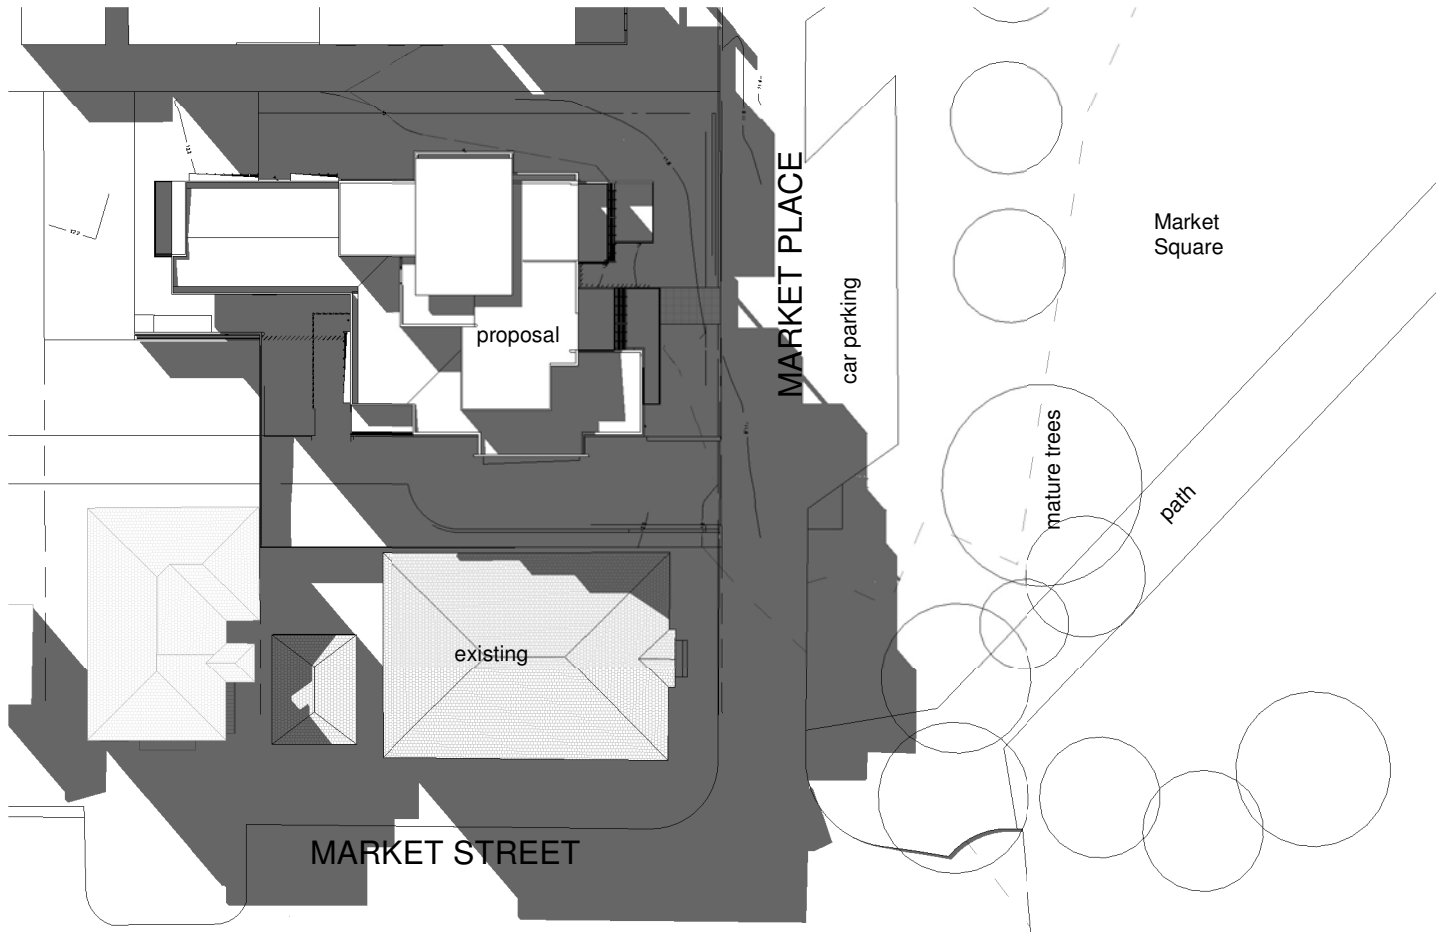 Market
Square
MARKET PLACE
car parking
proposal
mature trees
path
existing
MARKET STREET